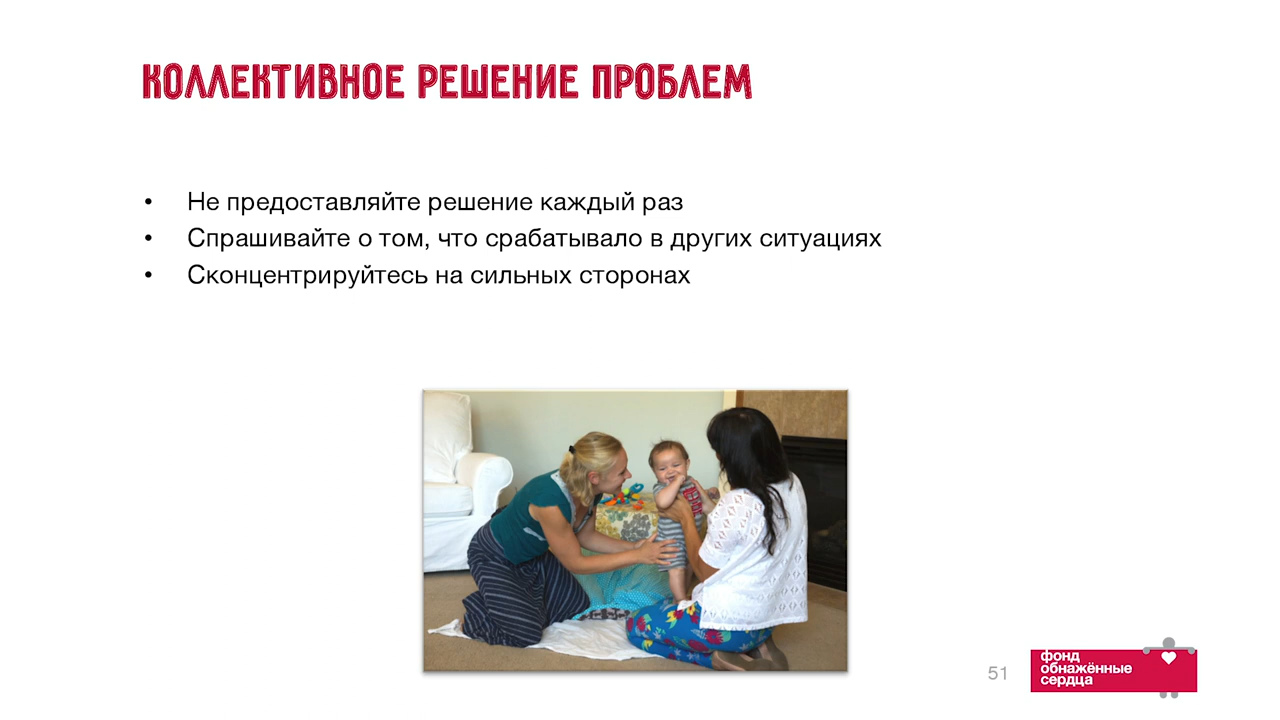 КОЛЛЕКТИВНОЕ РЕШЕНИЕ ПРОБЛЕМ
• Не предоставляйте решение каждый раз
• Спрашивайте о том, что срабатывало в других ситуациях
• Сконцентрируйтесь на сильных сторонах
51
фонд
обнажённые
сердца